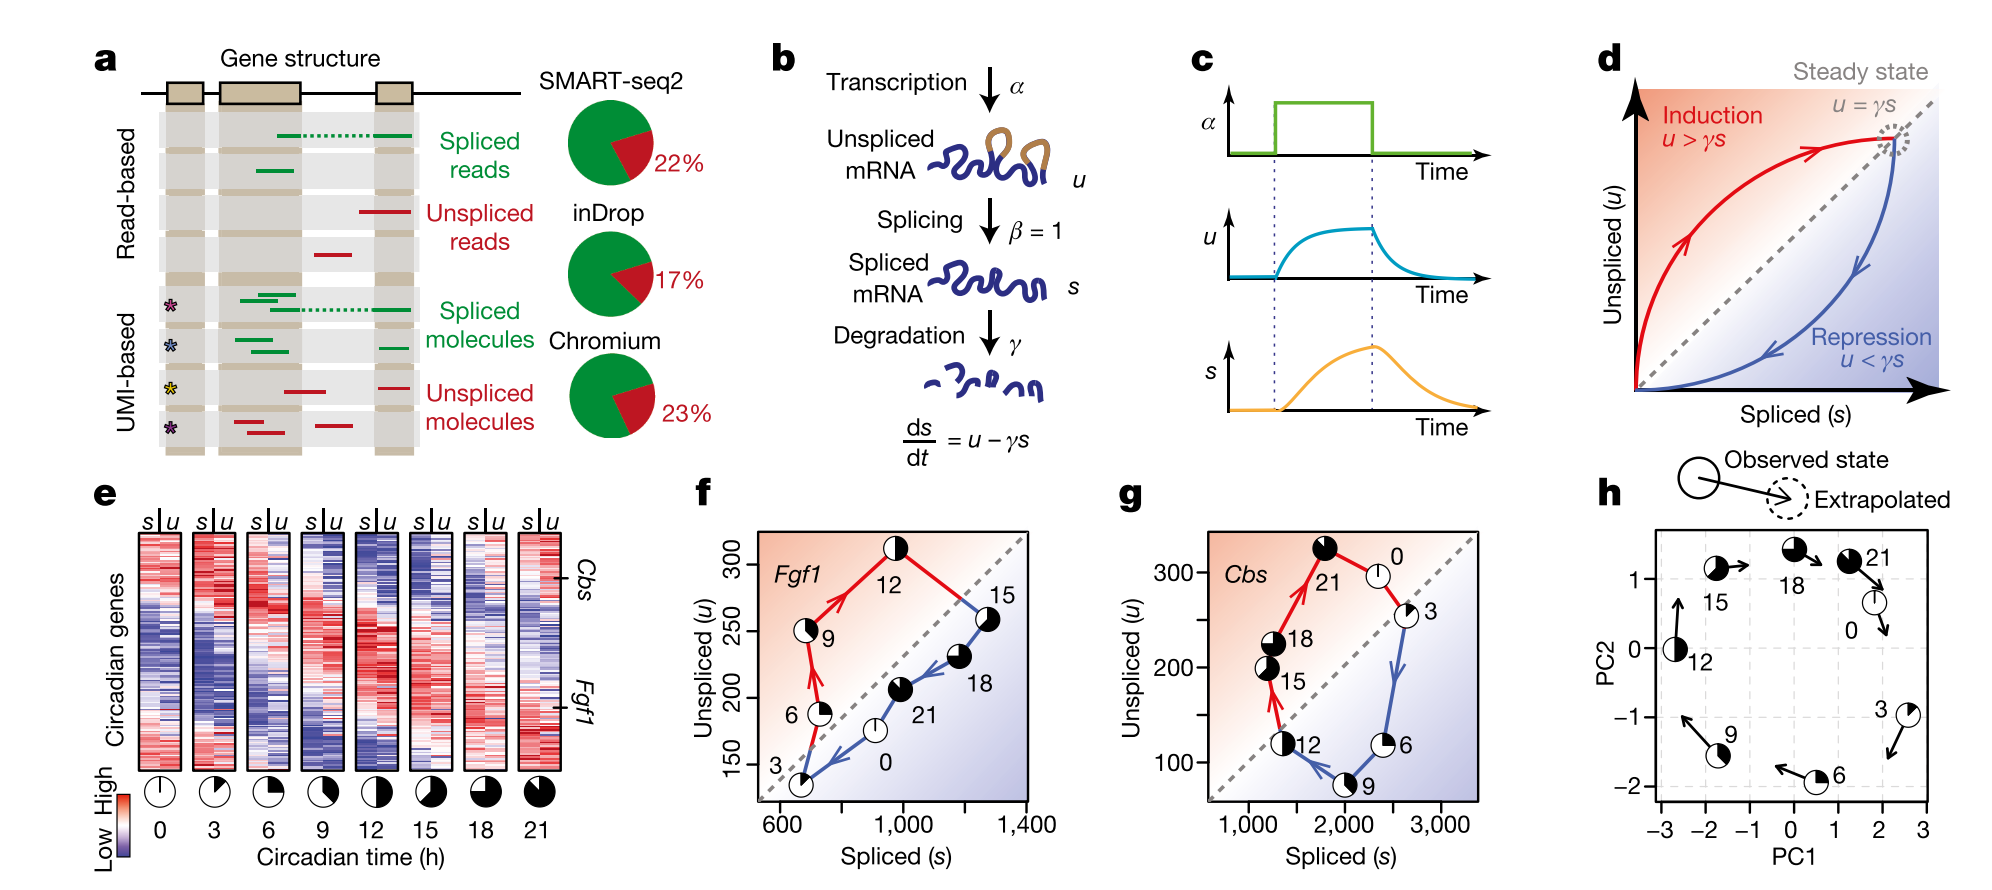 a
Gene structure
Read-based
UMI-based
Spliced
reads
Unspliced
reads
*
Spliced
molecules
*
*
Unspliced
molecules
*
SMART-seq2
22%
inDrop
17%
Chromium
23%
b
Transcription
α
Unspliced
mRNA
u
Splicing
β = 1
Spliced
mRNA
s
Degradation
γ
ds/dt = u − γs
c
α
Time
u
Time
s
Time
d
Steady state
u = γs
Induction
u > γs
Repression
u < γs
Unspliced (u)
Spliced (s)
e
s u s u s u s u s u s u s u s u
Circadian genes
Cbs
Fgf1
High
Low
0 3 6 9 12 15 18 21
Circadian time (h)
f
Fgf1
Unspliced (u)
300
250
200
150
12
15
9
18
6
21
0
3
600 1,000 1,400
Spliced (s)
g
Cbs
Unspliced (u)
300
200
100
0
21
3
18
15
12
6
9
1,000 2,000 3,000
Spliced (s)
h
Observed state
Extrapolated
PC2
1
0
−1
−2
21
15
18
0
12
3
9
6
−3 −2 −1 0 1 2 3
PC1